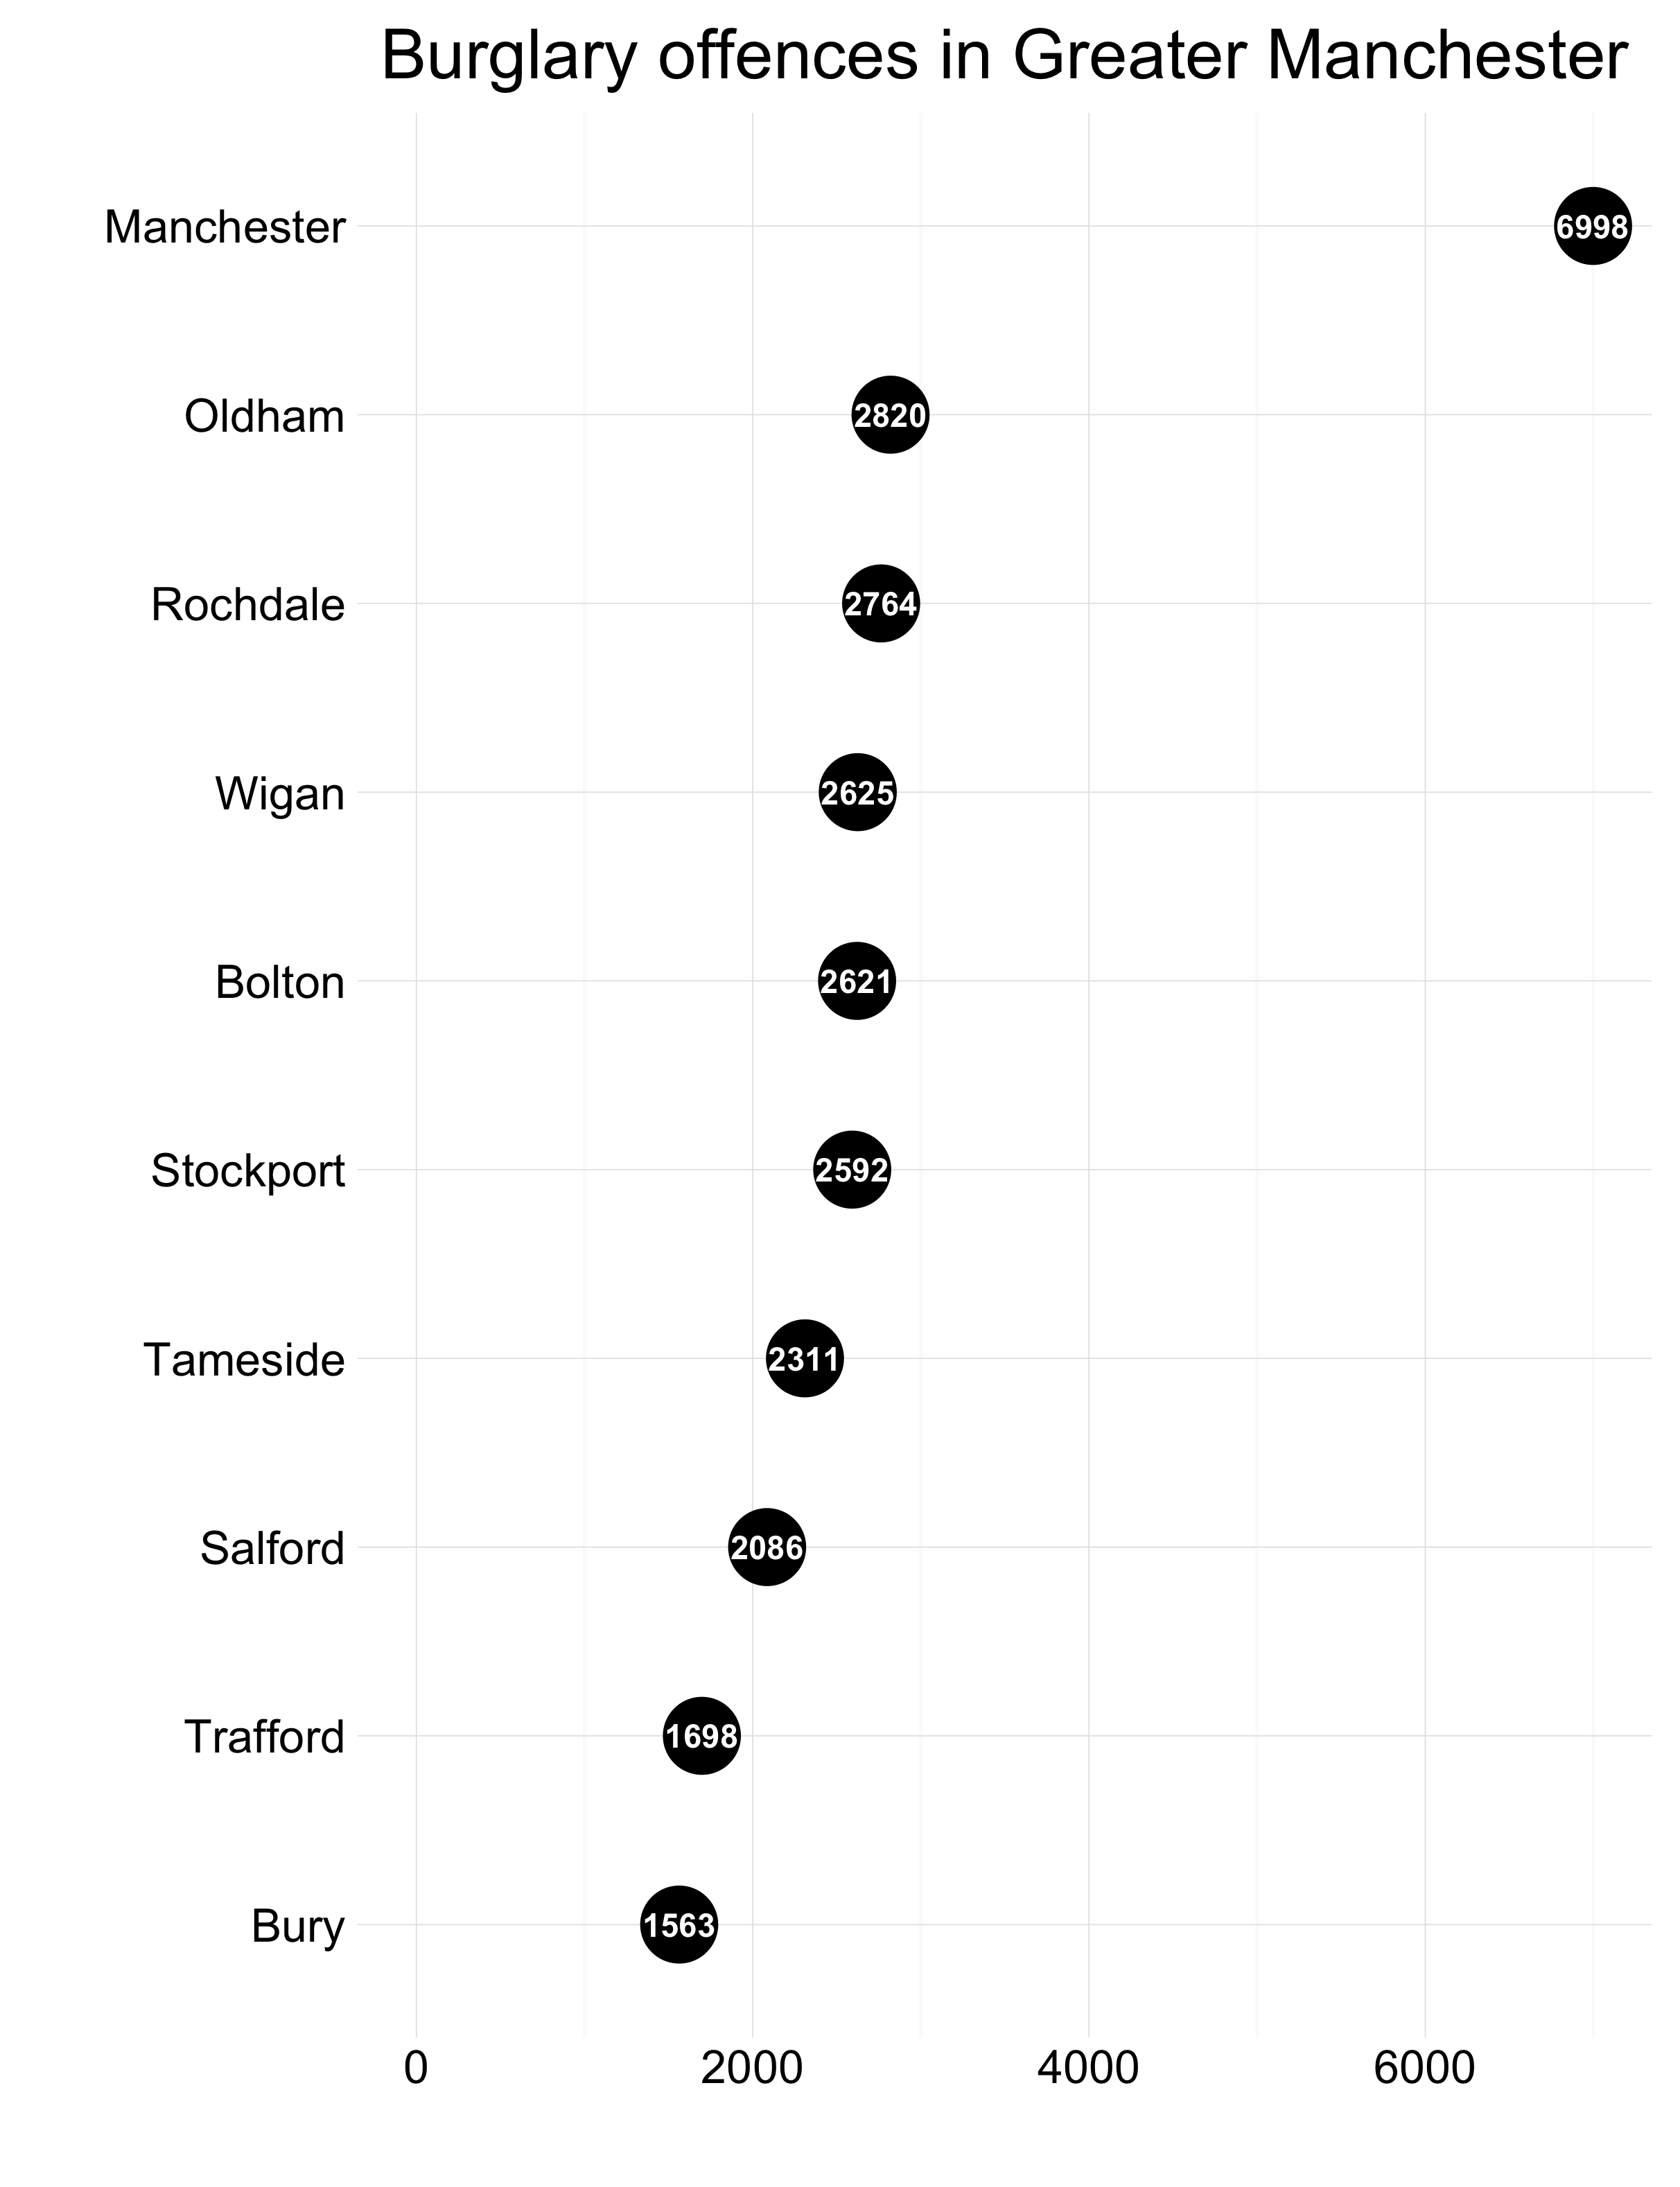 Burglary offences in Greater Manchester
Manchester 6998
Oldham 2820
Rochdale 2764
Wigan 2625
Bolton 2621
Stockport 2592
Tameside 2311
Salford 2086
Trafford 1698
Bury 1563
0 2000 4000 6000